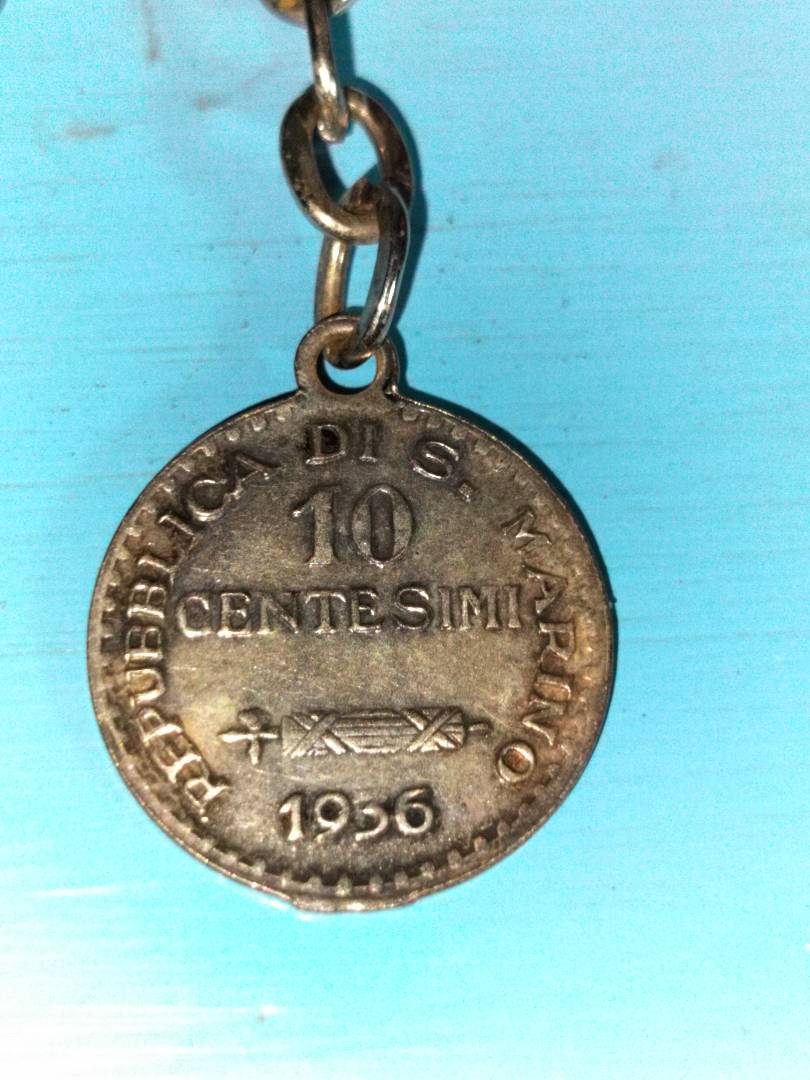 REPUBBLICA DI S. MARINO
10
CENTESIMI
1936